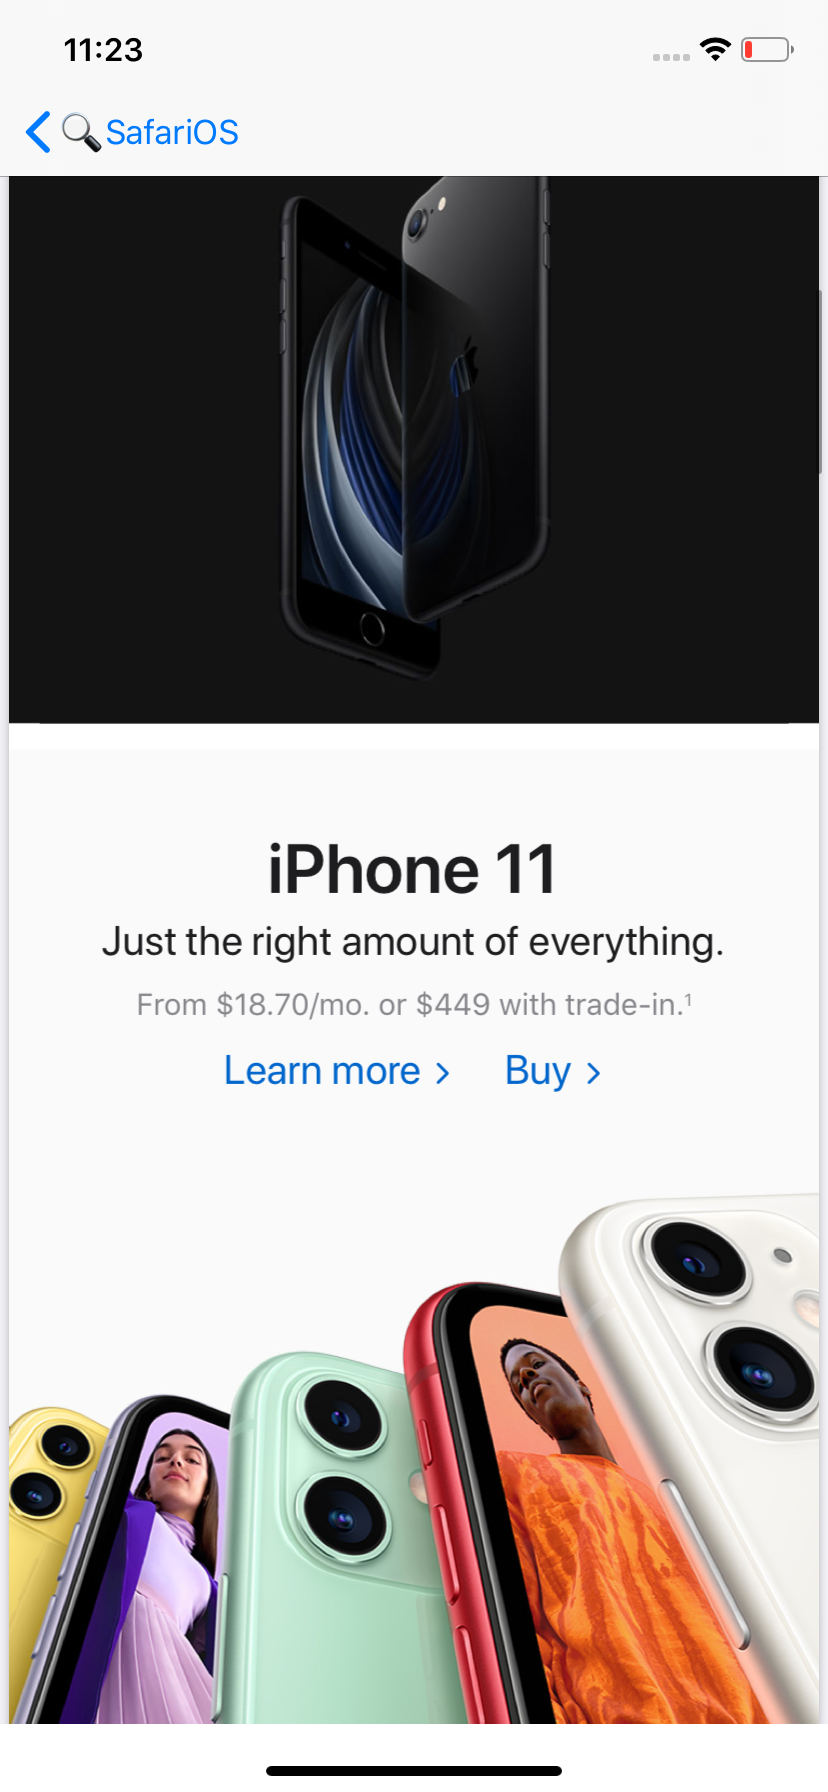 11:23
SafariOS
iPhone 11
Just the right amount of everything.
From $18.70/mo. or $449 with trade-in.¹
Learn more > Buy >